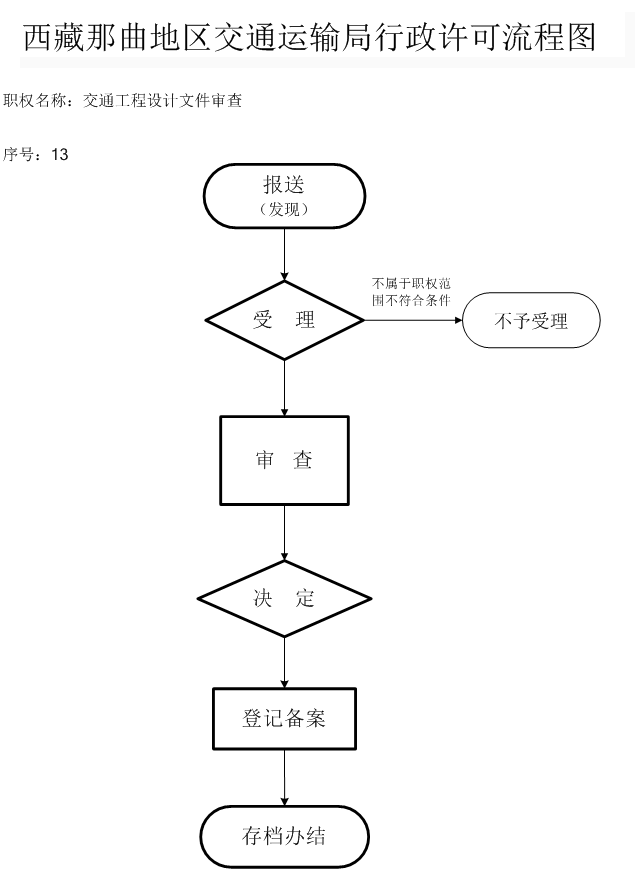 西藏那曲地区交通运输局行政许可流程图
职权名称：交通工程设计文件审查
序号：13
报送
（发现）
不属于职权范
围不符合条件
受 理
不予受理
审 查
决 定
登记备案
存档办结